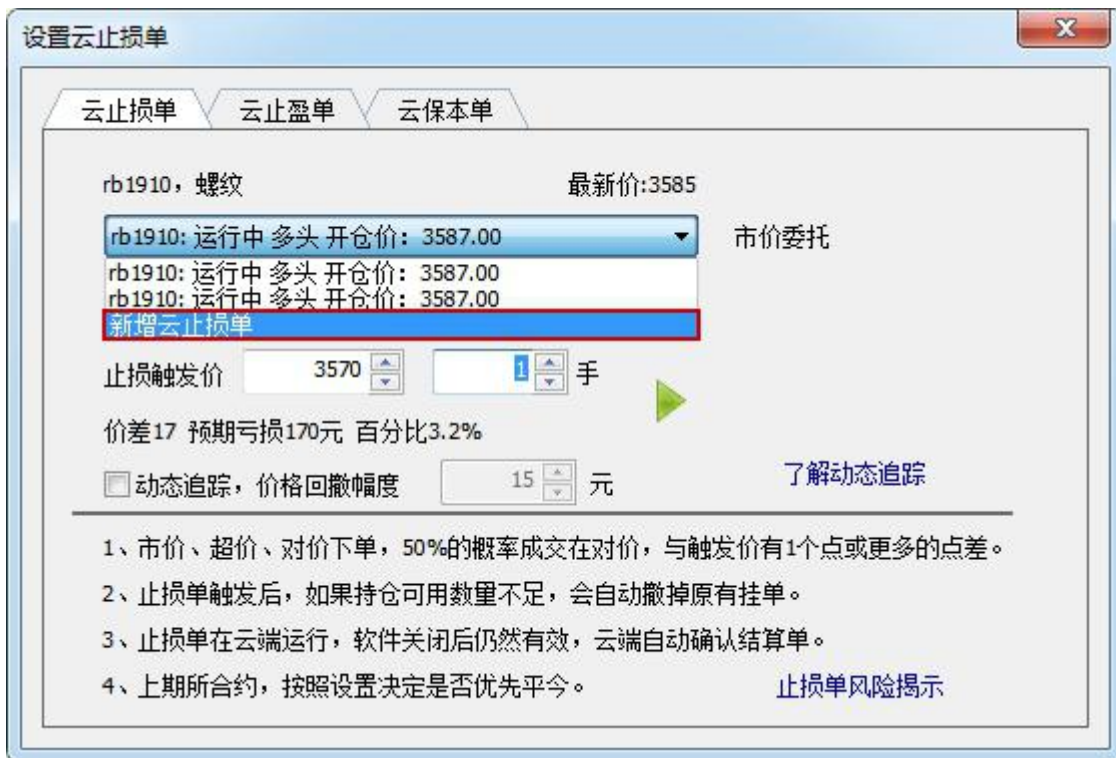 设置云止损单
云止损单 云止盈单 云保本单
rb1910，螺纹 最新价:3585
rb1910: 运行中 多头 开仓价：3587.00 市价委托
rb1910: 运行中 多头 开仓价：3587.00
rb1910: 运行中 多头 开仓价：3587.00
新增云止损单
止损触发价 3570 1 手
价差17 预期亏损170元 百分比3.2%
动态追踪，价格回撤幅度 15 元 了解动态追踪
1、市价、超价、对价下单，50%的概率成交在对价，与触发价有1个点或更多的点差。
2、止损单触发后，如果持仓可用数量不足，会自动撤掉原有挂单。
3、止损单在云端运行，软件关闭后仍然有效，云端自动确认结算单。
4、上期所合约，按照设置决定是否优先平今。 止损单风险揭示